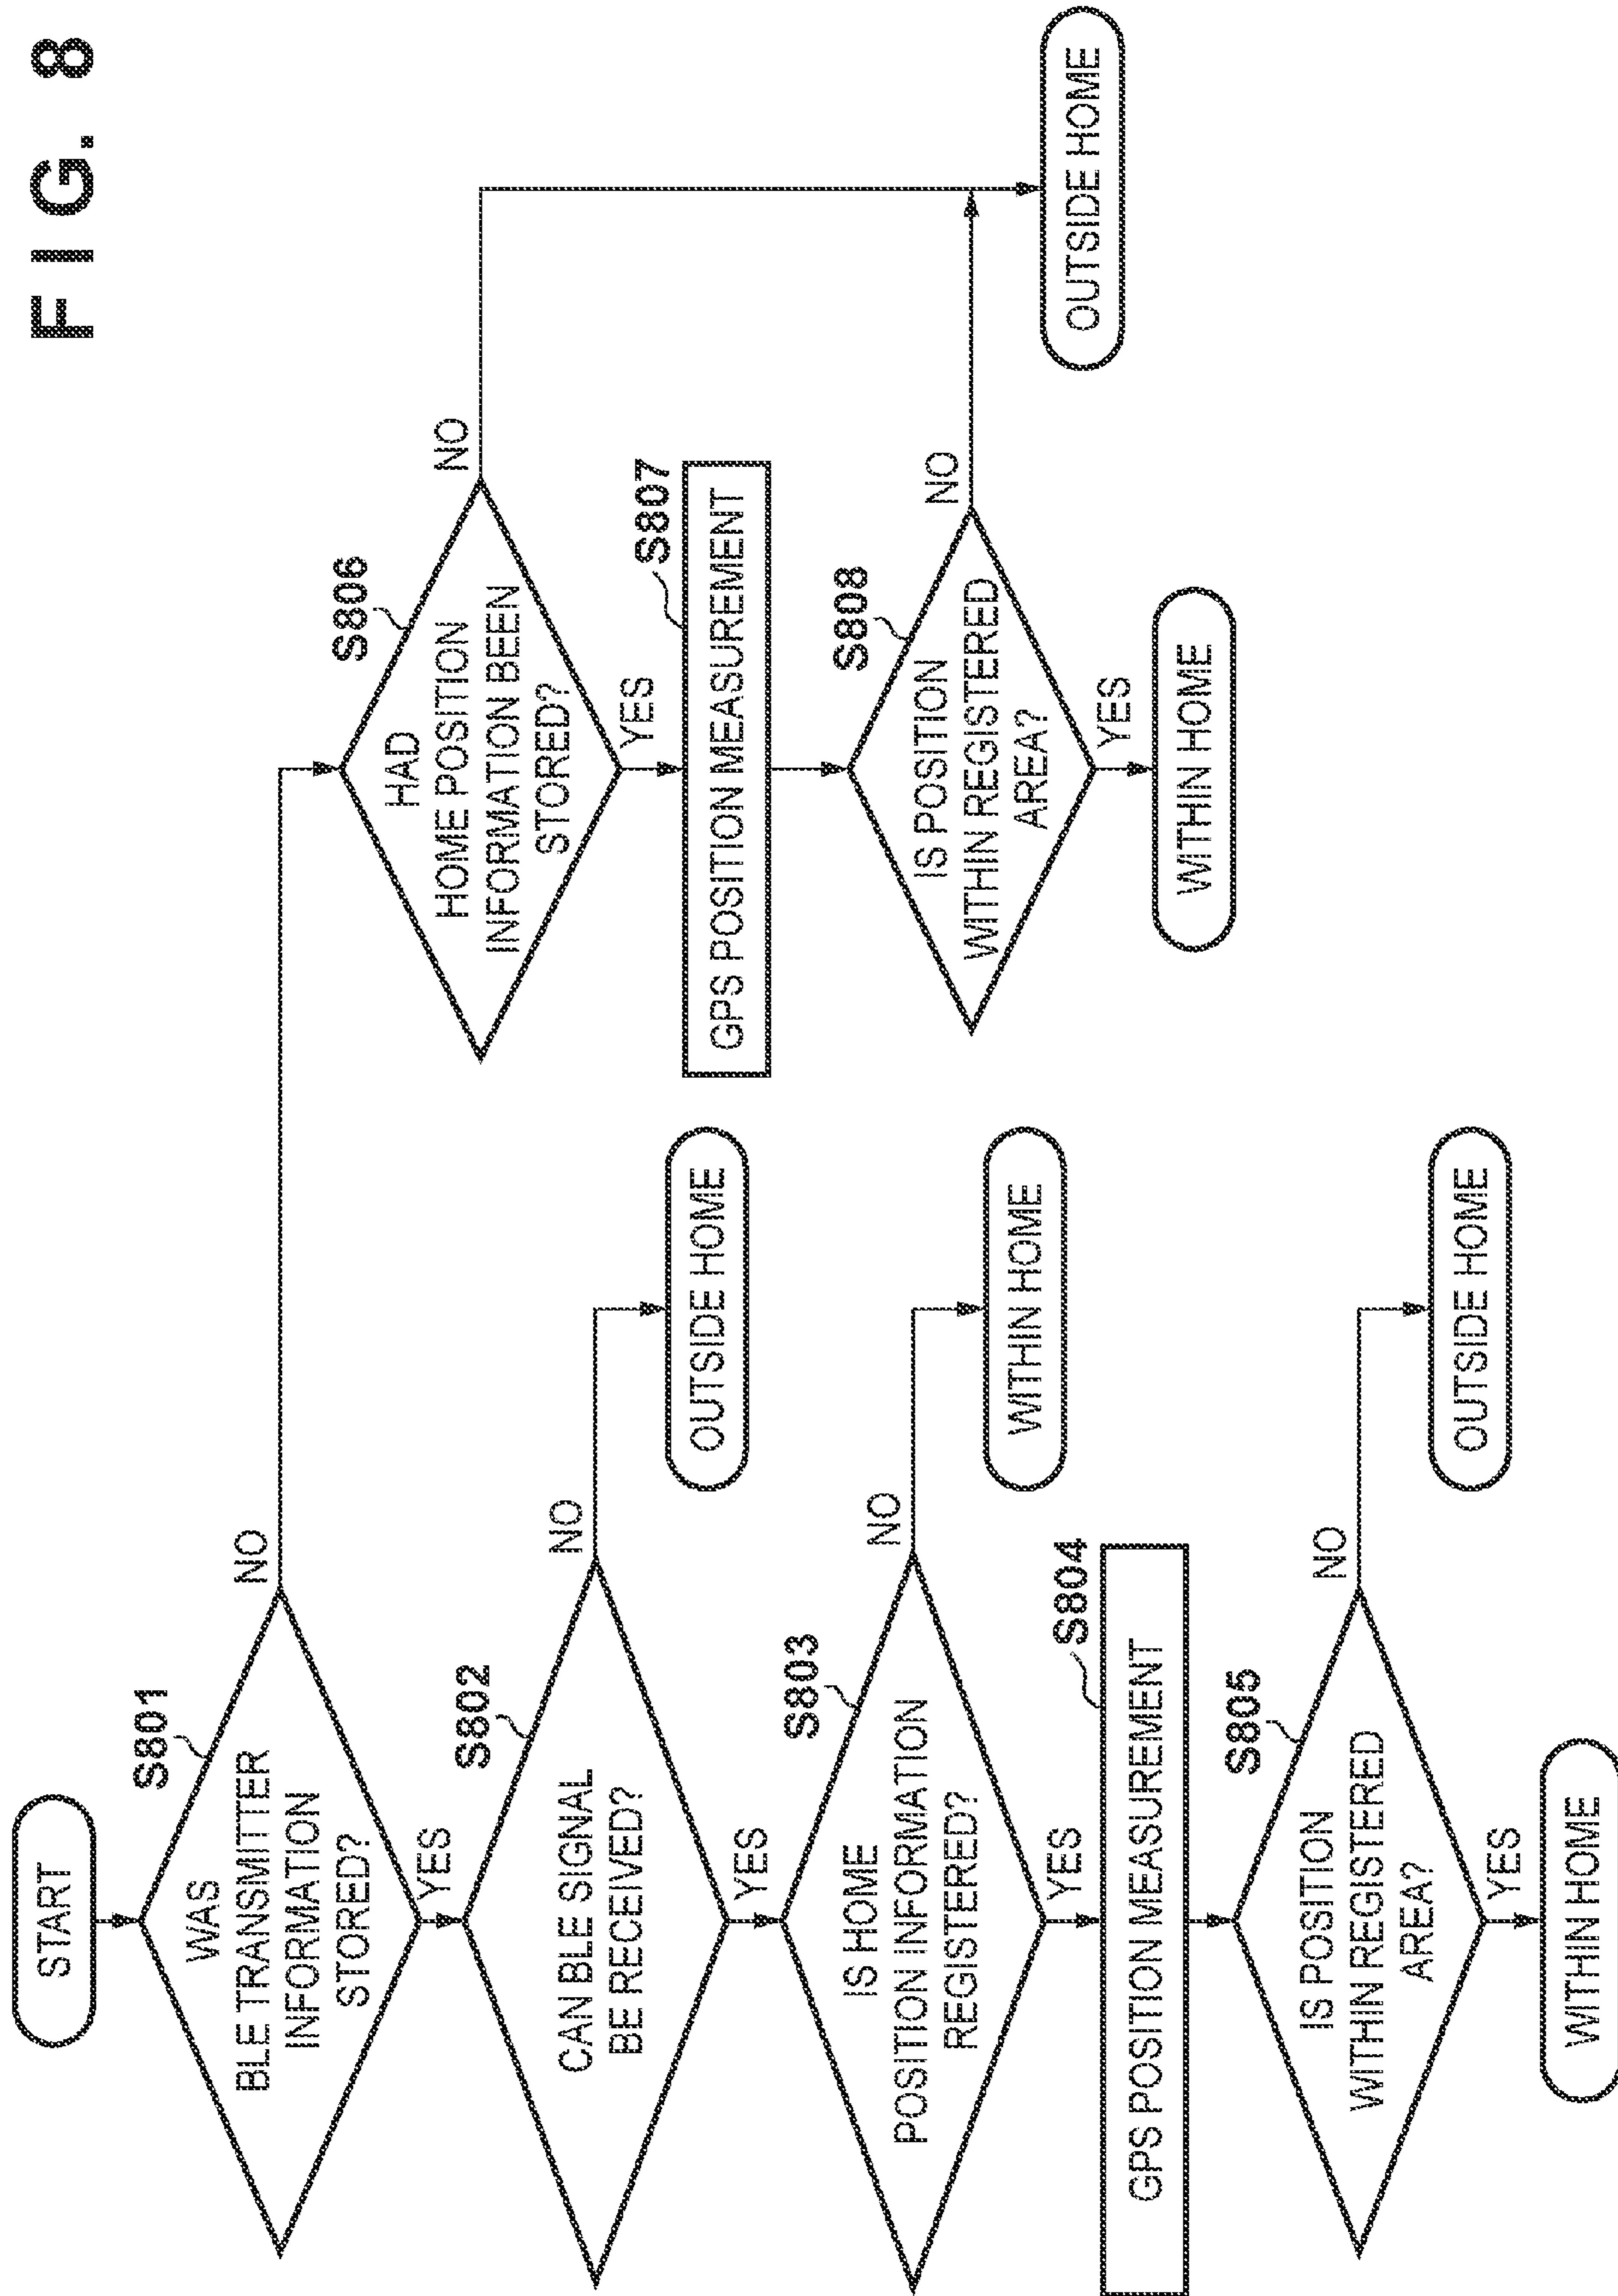 FIG. 8
START
S801
WAS
BLE TRANSMITTER
INFORMATION
STORED?
NO
YES
S802
CAN BLE SIGNAL
BE RECEIVED?
NO
OUTSIDE HOME
YES
S803
IS HOME
POSITION INFORMATION
REGISTERED?
NO
WITHIN HOME
YES
S804
GPS POSITION MEASUREMENT
S805
IS POSITION
WITHIN REGISTERED
AREA?
NO
OUTSIDE HOME
YES
WITHIN HOME
S806
HAD
HOME POSITION
INFORMATION BEEN
STORED?
NO
YES
S807
GPS POSITION MEASUREMENT
S808
IS POSITION
WITHIN REGISTERED
AREA?
NO
OUTSIDE HOME
YES
WITHIN HOME